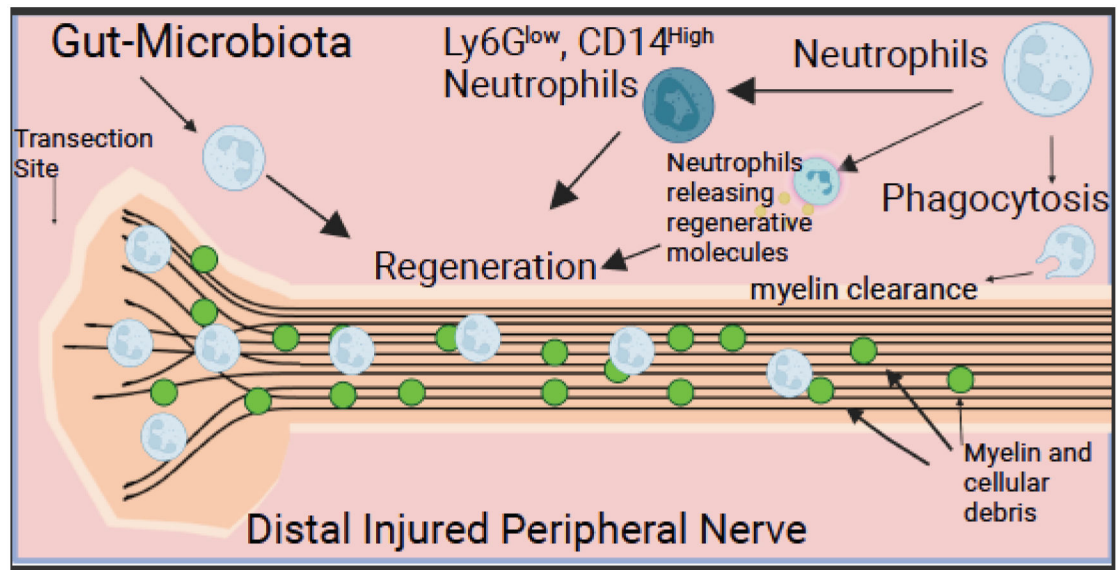 Gut-Microbiota
Ly6Glow, CD14High
Neutrophils
Neutrophils
Transection
Site
Neutrophils
releasing
regenerative
molecules
Phagocytosis
Regeneration
myelin clearance
Myelin and
cellular
debris
Distal Injured Peripheral Nerve